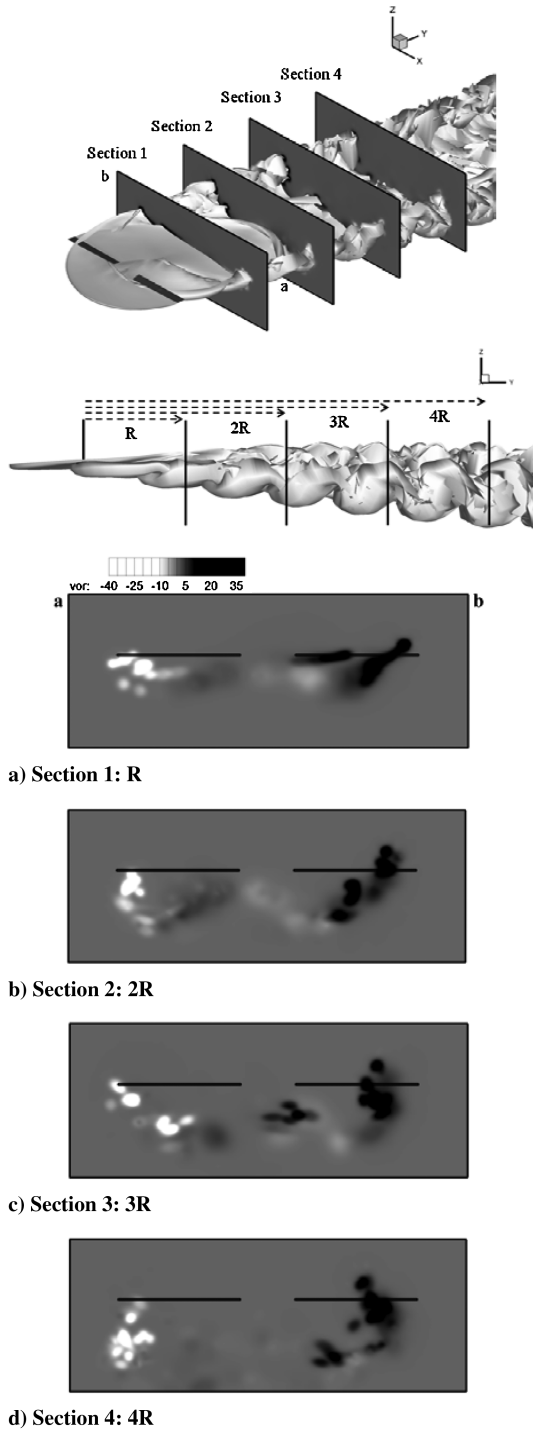 Z
Y
X
Section 4
Section 3
Section 2
Section 1
b
a
Z
Y
R
2R
3R
4R
vor: -40 -25 -10 5 20 35
a
b
a) Section 1: R
b) Section 2: 2R
c) Section 3: 3R
d) Section 4: 4R